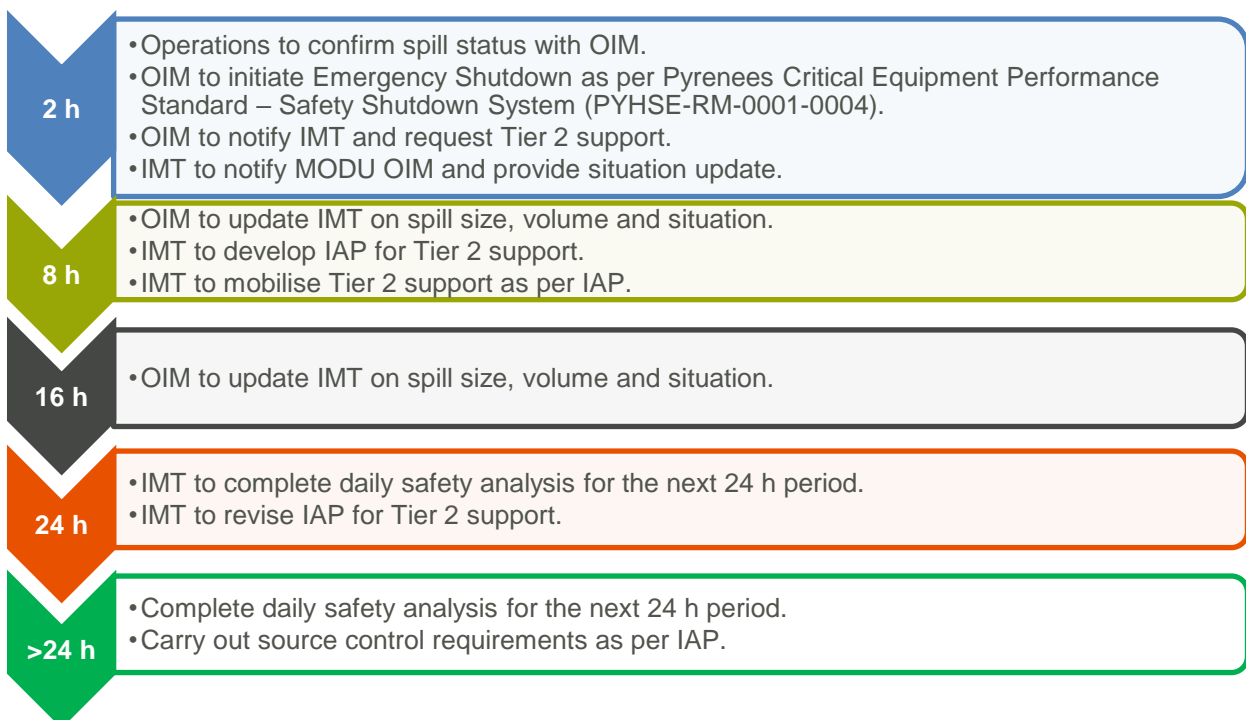 2 h
•Operations to confirm spill status with OIM.
•OIM to initiate Emergency Shutdown as per Pyrenees Critical Equipment Performance
Standard – Safety Shutdown System (PYHSE-RM-0001-0004).
•OIM to notify IMT and request Tier 2 support.
•IMT to notify MODU OIM and provide situation update.
8 h
•OIM to update IMT on spill size, volume and situation.
•IMT to develop IAP for Tier 2 support.
•IMT to mobilise Tier 2 support as per IAP.
16 h
•OIM to update IMT on spill size, volume and situation.
24 h
•IMT to complete daily safety analysis for the next 24 h period.
•IMT to revise IAP for Tier 2 support.
>24 h
•Complete daily safety analysis for the next 24 h period.
•Carry out source control requirements as per IAP.